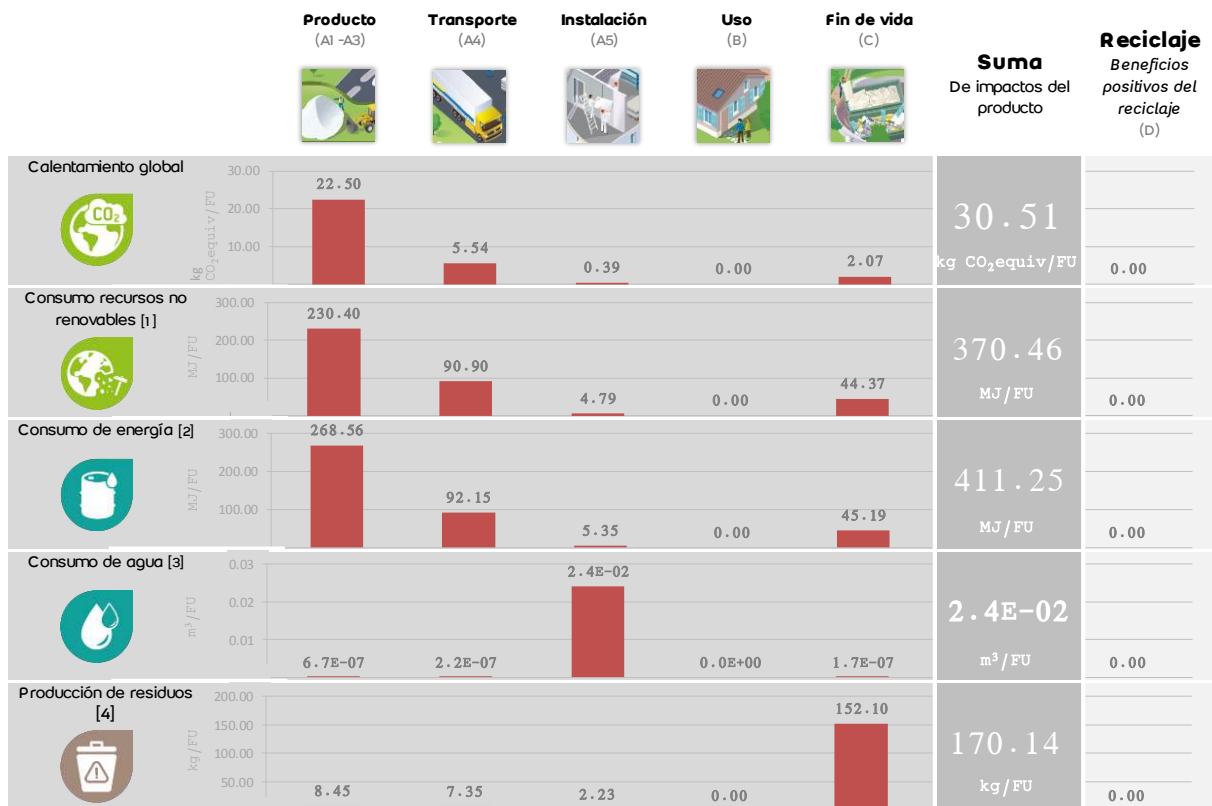 Producto
(A1 -A3)
Transporte
(A4)
Instalación
(A5)
Uso
(B)
Fin de vida
(C)
Suma
De impactos del
producto
Reciclaje
Beneficios
positivos del
reciclaje
(D)
Calentamiento global
CO2
kg
CO2equiv/FU
30.00
20.00
10.00
22.50
5.54
0.39
0.00
2.07
30.51
kg CO2equiv/FU
0.00
Consumo recursos no
renovables [1]
MJ/FU
300.00
200.00
100.00
230.40
90.90
4.79
0.00
44.37
370.46
MJ/FU
0.00
Consumo de energía [2]
MJ/FU
300.00
200.00
100.00
268.56
92.15
5.35
0.00
45.19
411.25
MJ/FU
0.00
Consumo de agua [3]
m³/FU
0.03
0.02
0.01
6.7E-07
2.2E-07
2.4E-02
0.0E+00
1.7E-07
2.4E-02
m³/FU
0.00
Producción de residuos
[4]
kg/FU
200.00
150.00
100.00
50.00
8.45
7.35
2.23
0.00
152.10
170.14
kg/FU
0.00